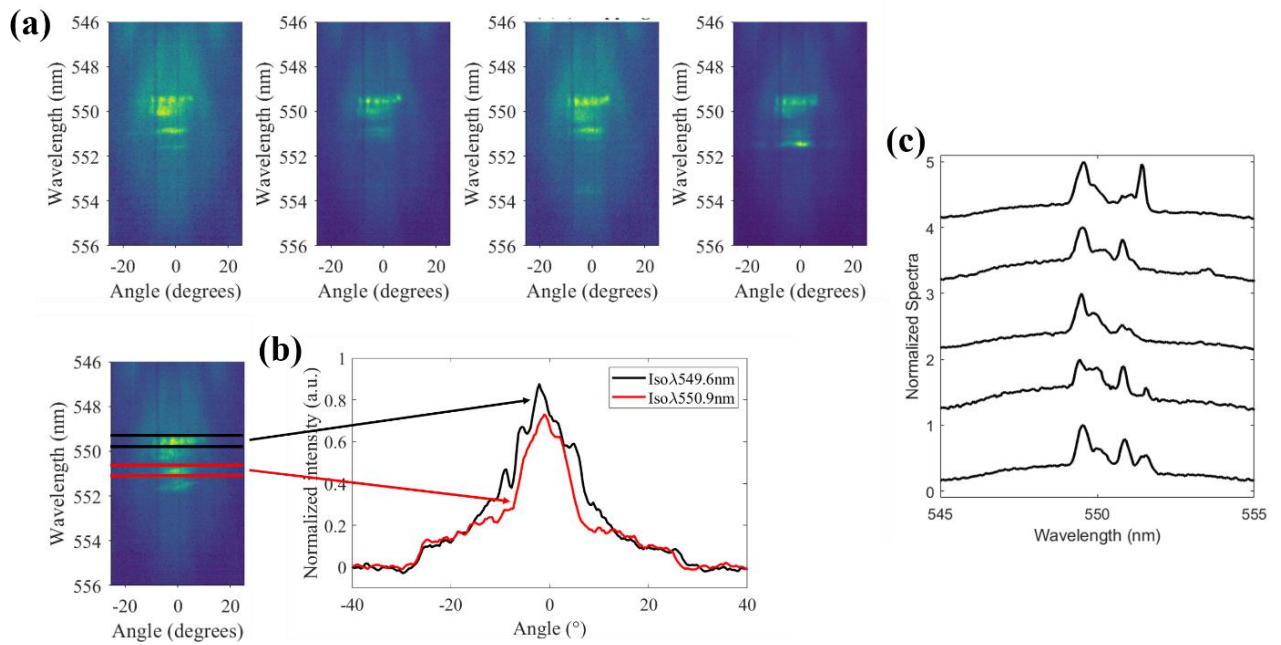 (a)
546
548
550
552
554
556
-20 0 20
Wavelength (nm)
Angle (degrees)
546
548
550
552
554
556
-20 0 20
Wavelength (nm)
Angle (degrees)
546
548
550
552
554
556
-20 0 20
Wavelength (nm)
Angle (degrees)
546
548
550
552
554
556
-20 0 20
Wavelength (nm)
Angle (degrees)
546
548
550
552
554
556
-20 0 20
Wavelength (nm)
Angle (degrees)
(b)
1
0.8
0.6
0.4
0.2
0
-40 -20 0 20 40
Normalized intensity (a.u.)
Angle (°)
Isoλ549.6nm
Isoλ550.9nm
(c)
5
4
3
2
1
0
545 550 555
Normalized Spectra
Wavelength (nm)